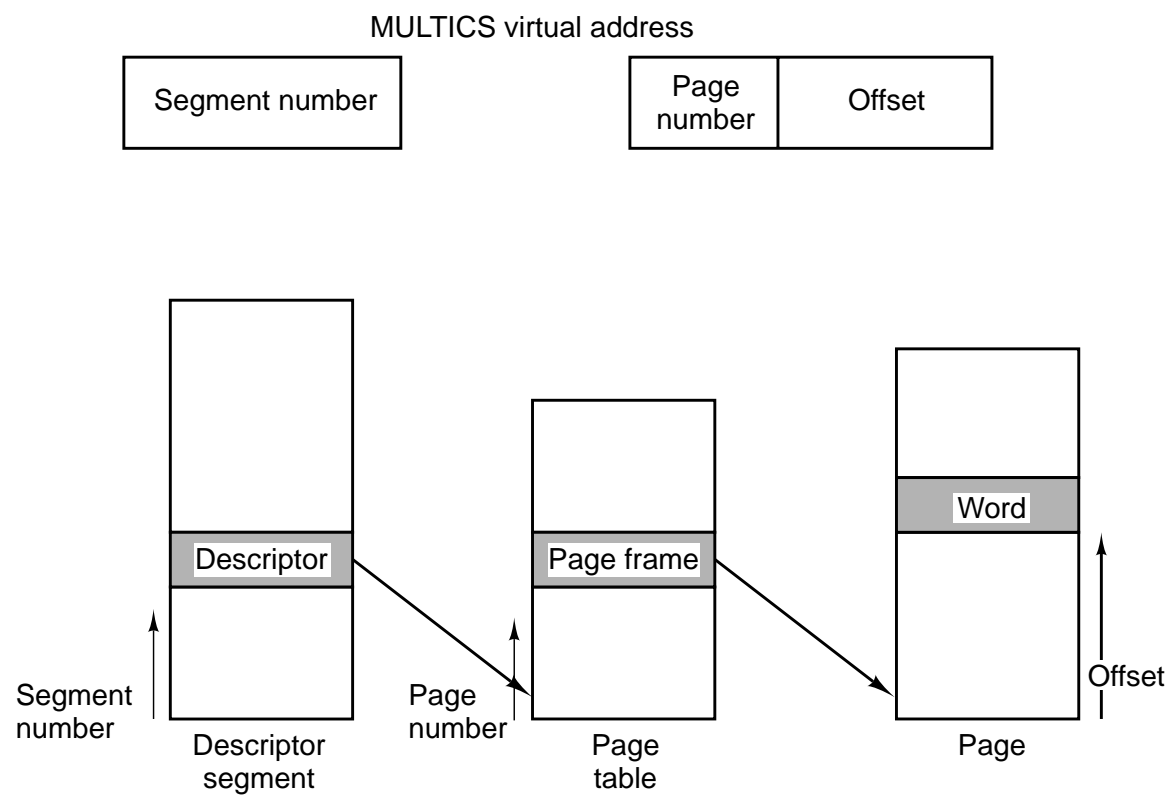 MULTICS virtual address
Segment number
Page
number
Offset
Word
Descriptor
Page frame
Segment
number
Page
number
Offset
Descriptor
segment
Page
table
Page